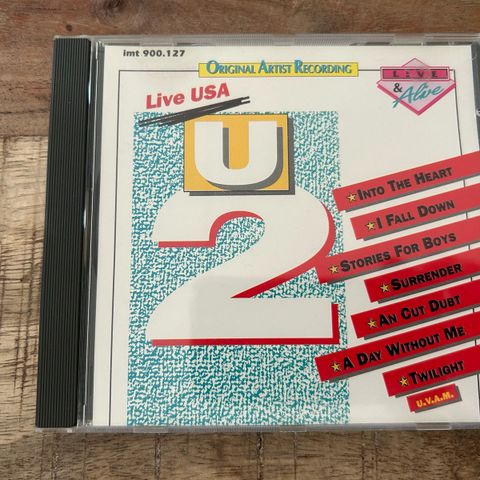 imt 900.127
ORIGINAL ARTIST RECORDING
LIVE
& Alive
Live USA
U
2
INTO THE HEART
I FALL DOWN
STORIES FOR BOYS
SURRENDER
AN CUT DUBT
A DAY WITHOUT ME
TWILIGHT
U.V.A.M.